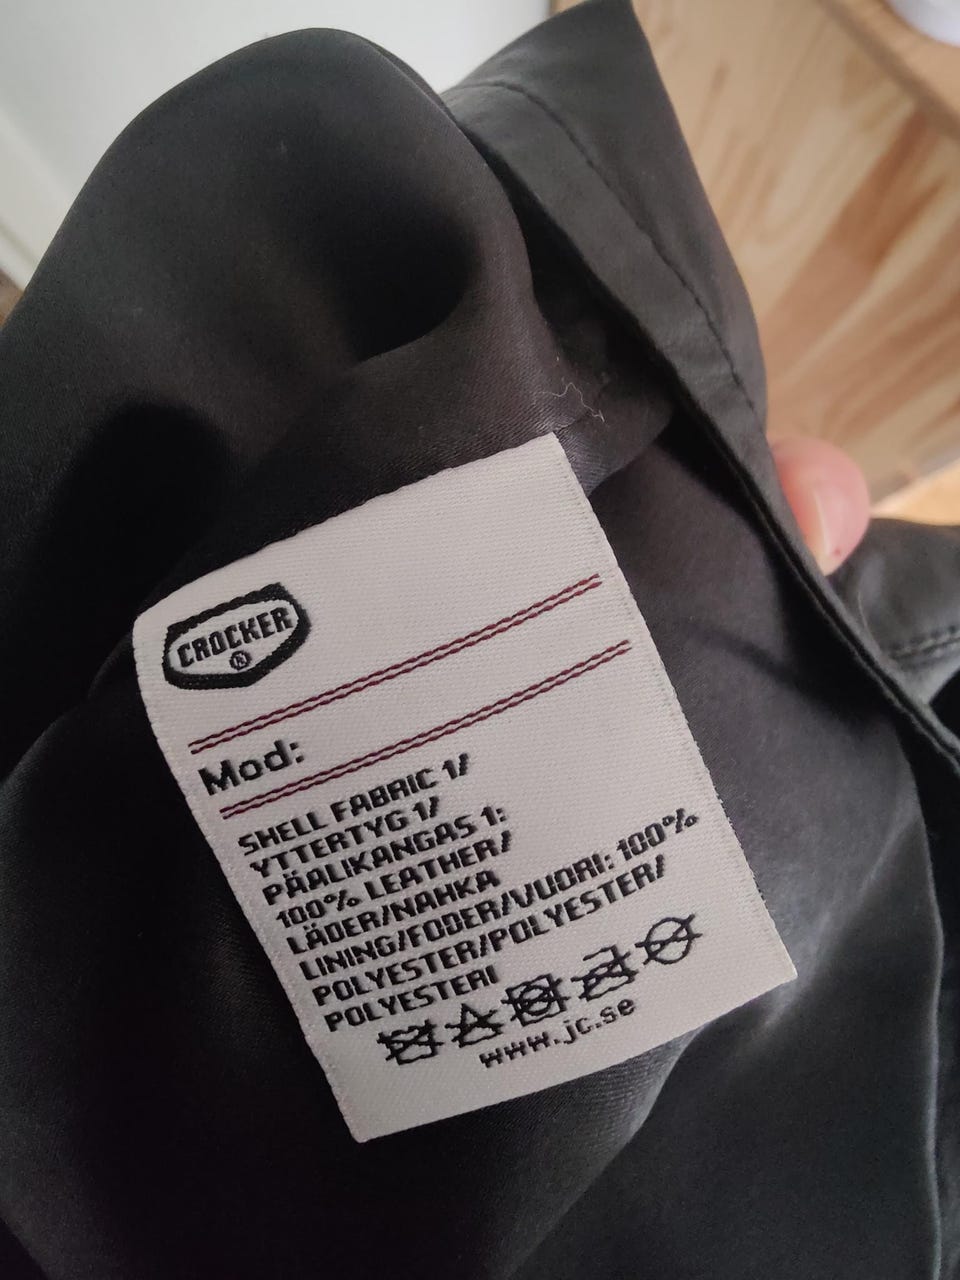 CROCKER
®
Mod:
SHELL FABRIC 1/
YTTERTYG 1/
PÄÄLIKANGAS 1:
100% LEATHER/
LÄDER/NAHKA
LINING/FODER/VUORI: 100%
POLYESTER/POLYESTER/
POLYESTERI
www.jc.se